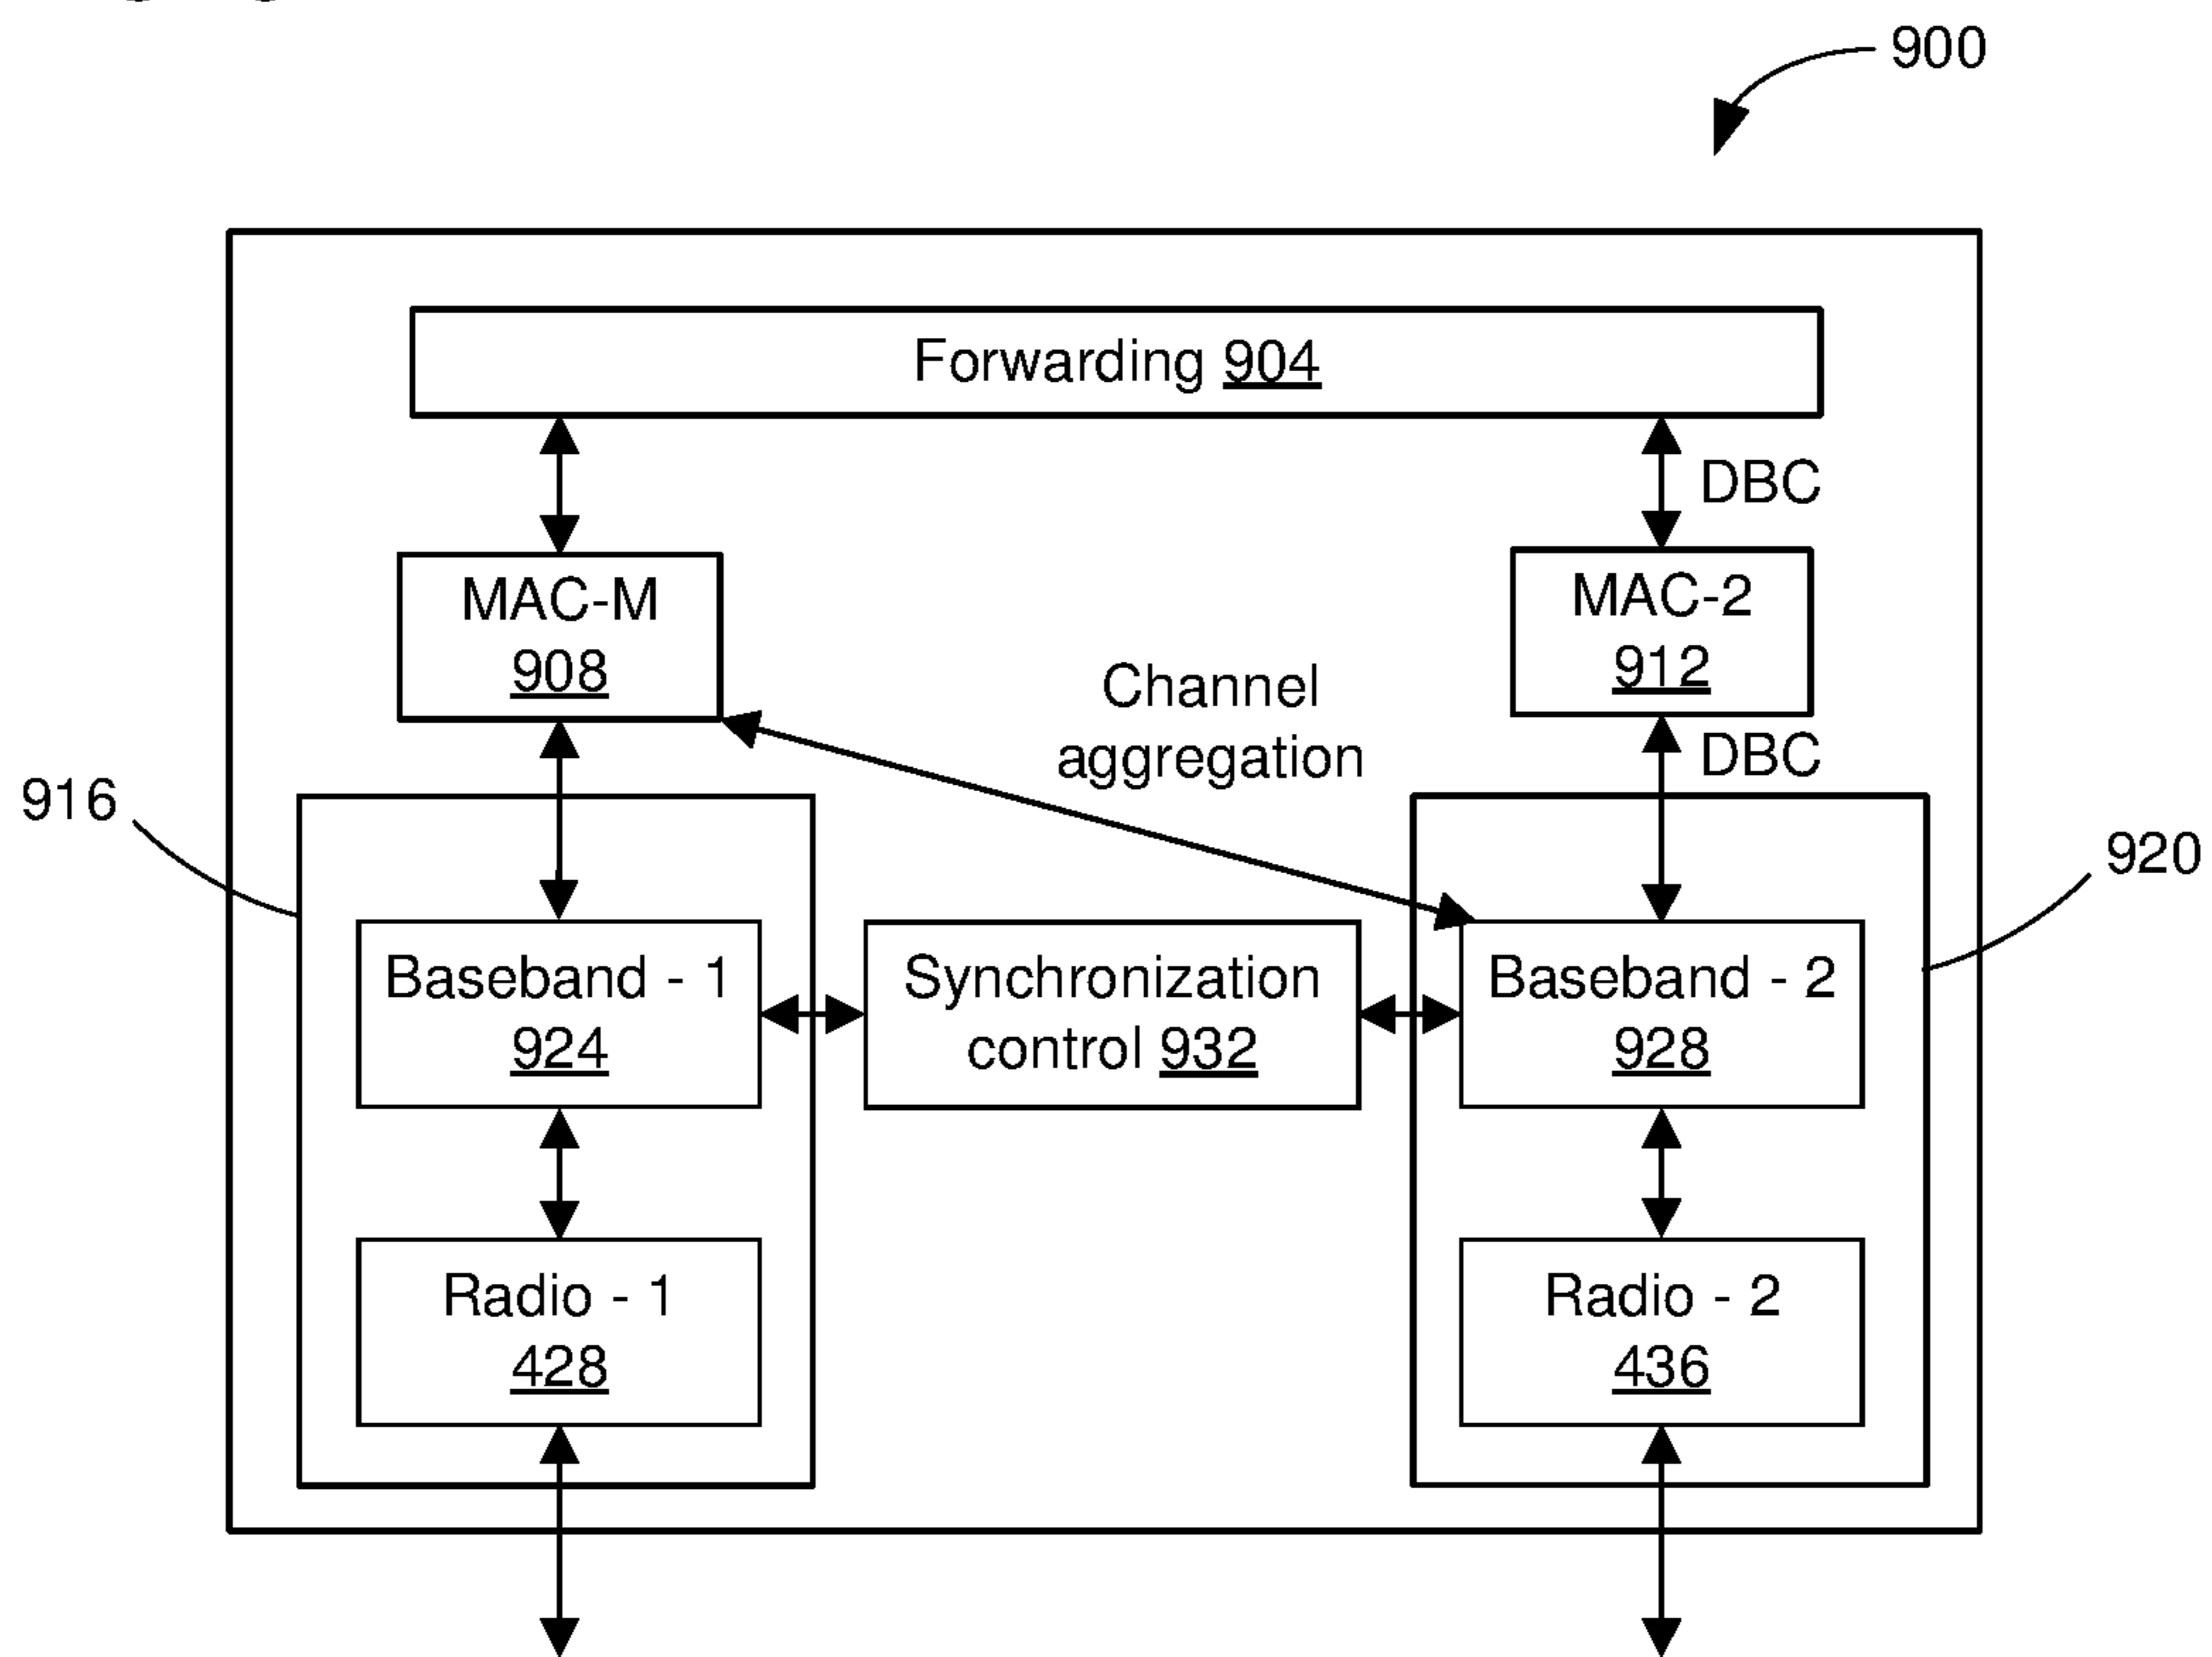 900
Forwarding 904
DBC
MAC-M
908
MAC-2
912
Channel
aggregation
DBC
916
920
Baseband - 1
924
Synchronization
control 932
Baseband - 2
928
Radio - 1
428
Radio - 2
436